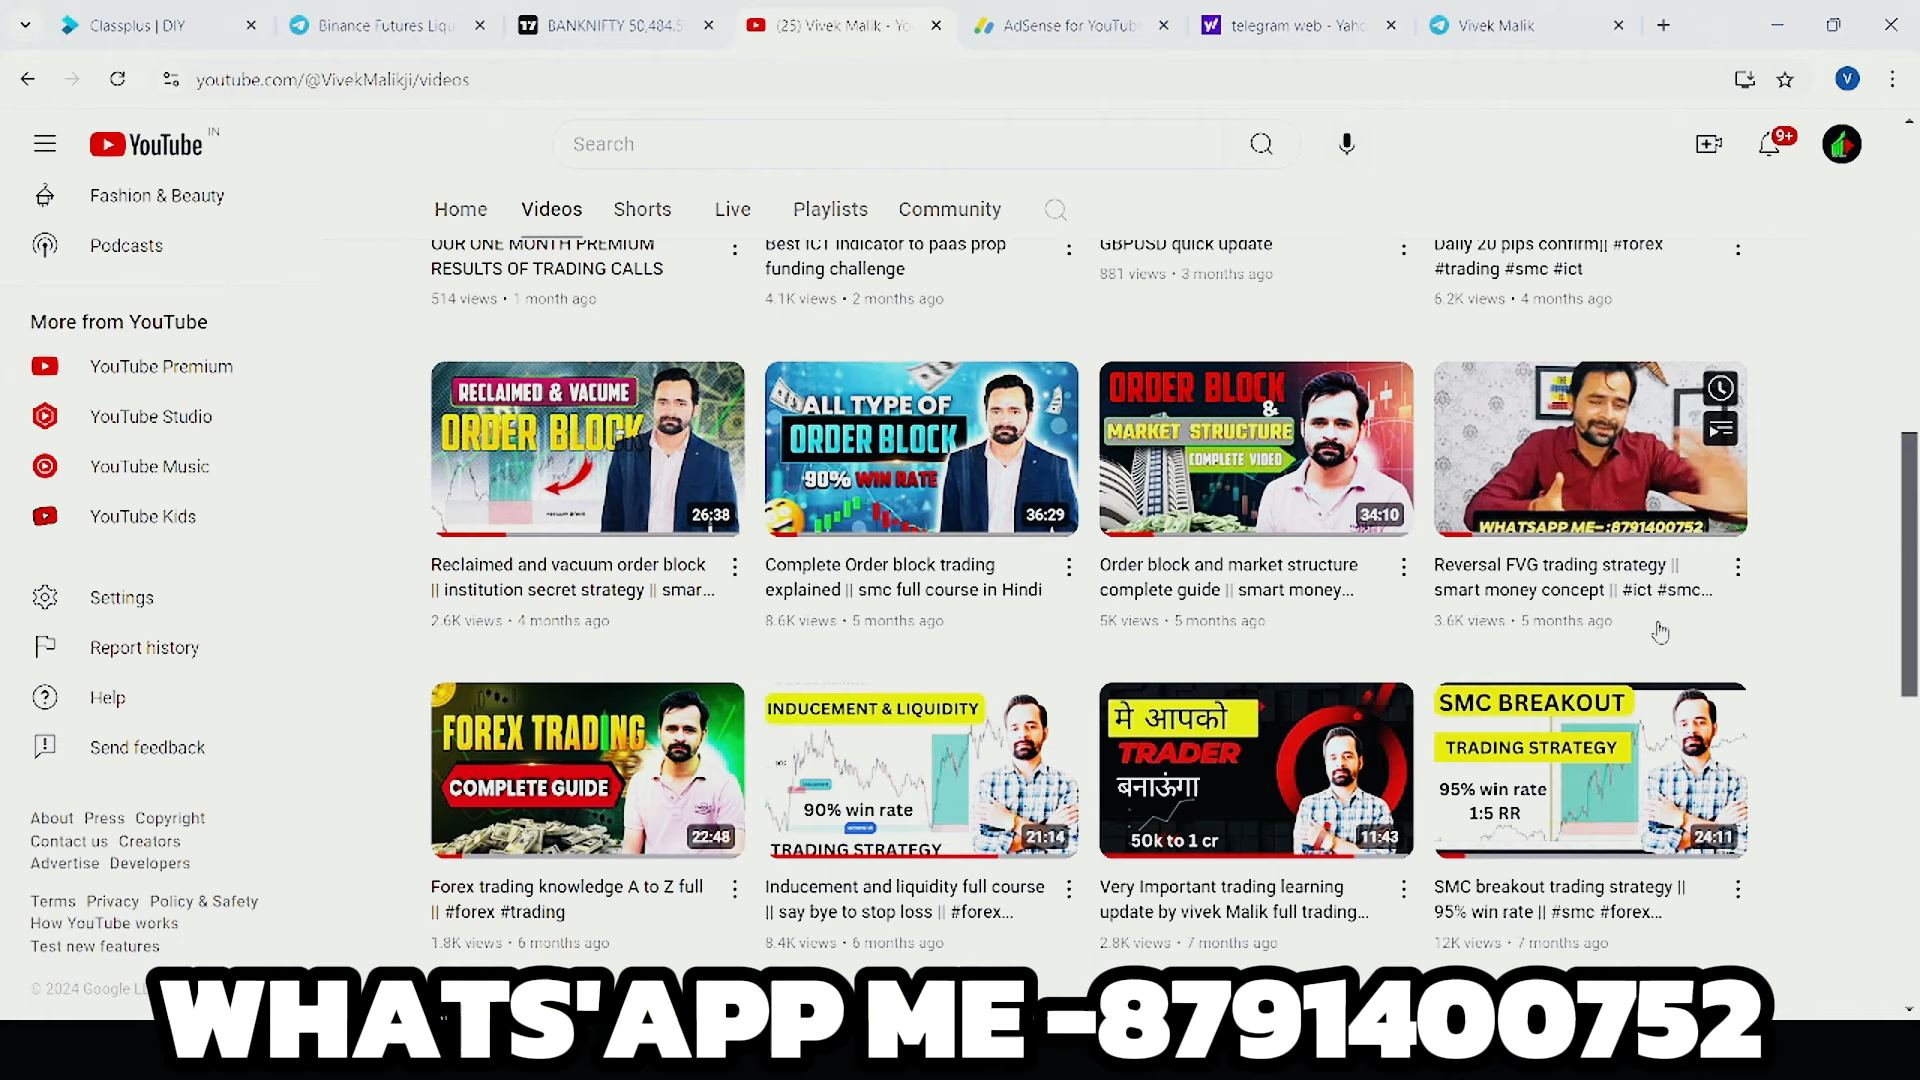 Classplus | DIY
Binance Futures Liqu
BANKNIFTY 50,484.5
(25) Vivek Malik - Yo
AdSense for YouTube
telegram web - Yaho
Vivek Malik
youtube.com/@VivekMalikji/videos
V
YouTube IN
Search
9+
Fashion & Beauty
Podcasts
More from YouTube
YouTube Premium
YouTube Studio
YouTube Music
YouTube Kids
Settings
Report history
Help
Send feedback
About Press Copyright
Contact us Creators
Advertise Developers
Terms Privacy Policy & Safety
How YouTube works
Test new features
© 2024 Google
Home Videos Shorts Live Playlists Community
OUR ONE MONTH PREMIUM
RESULTS OF TRADING CALLS
514 views • 1 month ago
Best ICT indicator to paas prop
funding challenge
4.1K views • 2 months ago
GBPUSD quick update
881 views • 3 months ago
Daily 20 pips confirm|| #forex
#trading #smc #ict
6.2K views • 4 months ago
RECLAIMED & VACUME
ORDER BLOCK
26:38
Reclaimed and vacuum order block
|| institution secret strategy || smar...
2.6K views • 4 months ago
ALL TYPE OF
ORDER BLOCK
90% WIN RATE
36:29
Complete Order block trading
explained || smc full course in Hindi
8.6K views • 5 months ago
ORDER BLOCK
&
MARKET STRUCTURE
COMPLETE VIDEO
34:10
Order block and market structure
complete guide || smart money...
5K views • 5 months ago
WHATSAPP ME-:8791400752
Reversal FVG trading strategy ||
smart money concept || #ict #smc...
3.6K views • 5 months ago
FOREX TRADING
COMPLETE GUIDE
22:48
Forex trading knowledge A to Z full
|| #forex #trading
1.8K views • 6 months ago
INDUCEMENT & LIQUIDITY
90% win rate
TRADING STRATEGY
21:14
Inducement and liquidity full course
|| say bye to stop loss || #forex...
8.4K views • 6 months ago
मे आपको
TRADER
बनाऊंगा
50k to 1 cr
11:43
Very Important trading learning
update by vivek Malik full trading...
2.8K views • 7 months ago
SMC BREAKOUT
TRADING STRATEGY
95% win rate
1:5 RR
24:11
SMC breakout trading strategy ||
95% win rate || #smc #forex...
12K views • 7 months ago
WHATS'APP ME -8791400752